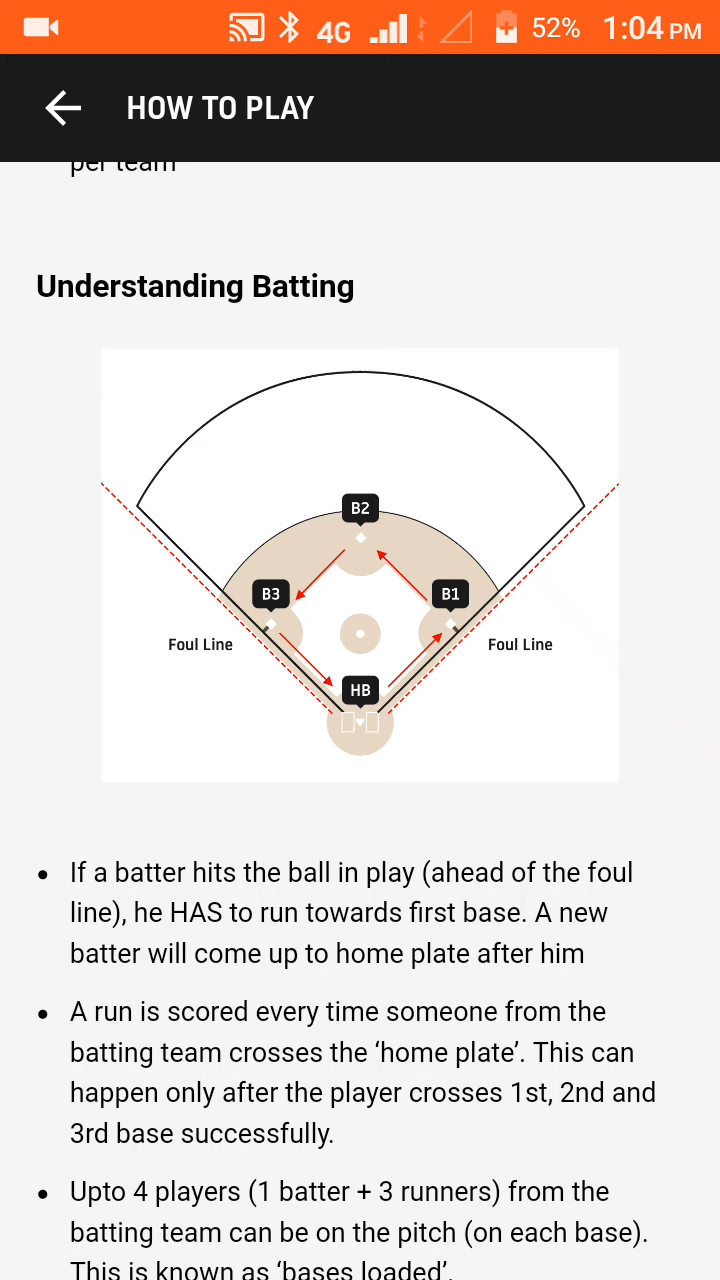 4G 52% 1:04 PM
HOW TO PLAY
per team
Understanding Batting
B2
B3
B1
Foul Line
Foul Line
HB
• If a batter hits the ball in play (ahead of the foul
line), he HAS to run towards first base. A new
batter will come up to home plate after him
• A run is scored every time someone from the
batting team crosses the ‘home plate’. This can
happen only after the player crosses 1st, 2nd and
3rd base successfully.
• Upto 4 players (1 batter + 3 runners) from the
batting team can be on the pitch (on each base).
This is known as ‘bases loaded’.